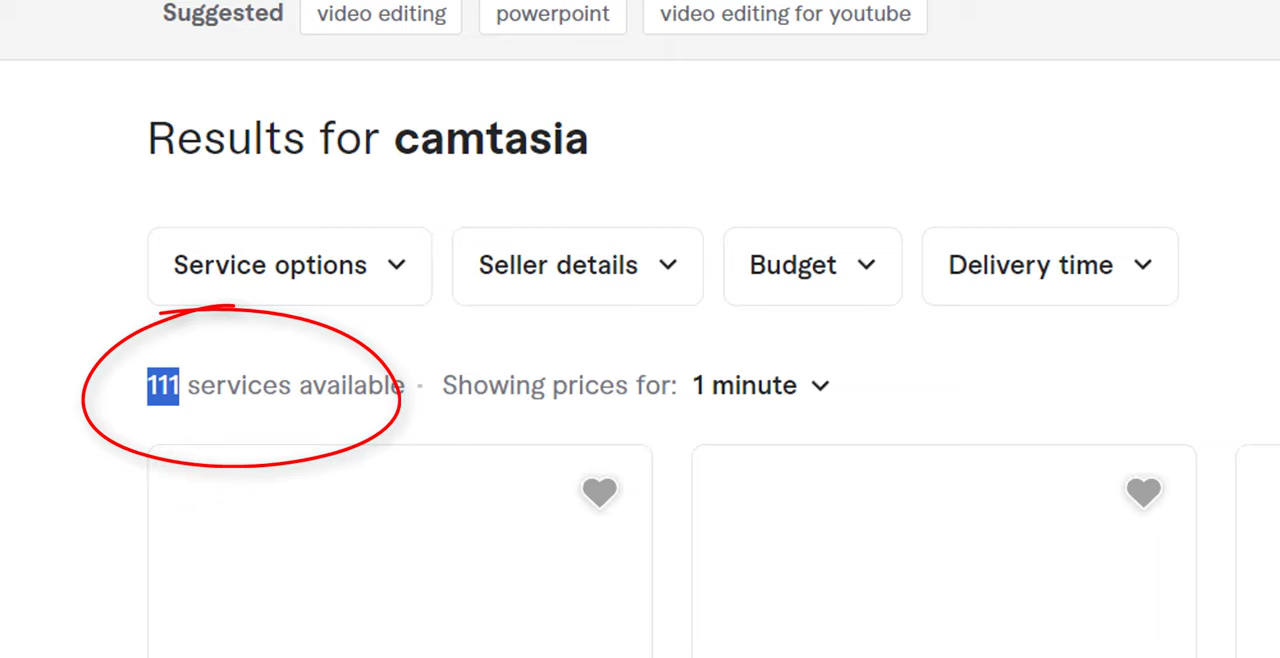 Suggested video editing powerpoint video editing for youtube
Results for camtasia
Service options Seller details Budget Delivery time
111 services available · Showing prices for: 1 minute